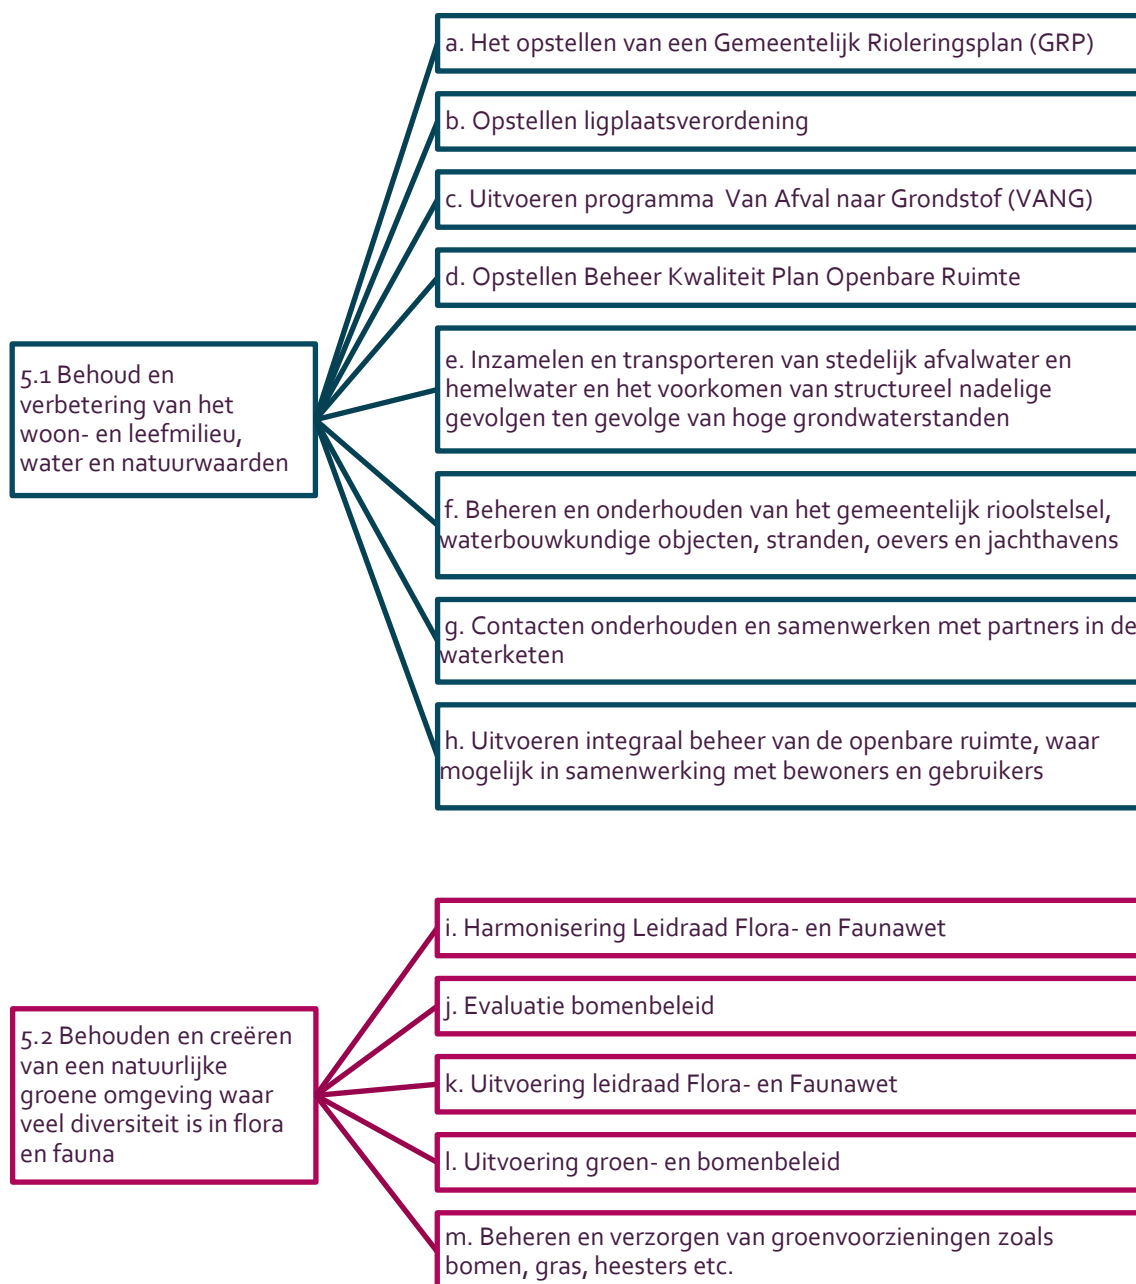 a. Het opstellen van een Gemeentelijk Rioleringsplan (GRP)
b. Opstellen ligplaatsverordening
c. Uitvoeren programma  Van Afval naar Grondstof (VANG)
d. Opstellen Beheer Kwaliteit Plan Openbare Ruimte
5.1 Behoud en
verbetering van het
woon- en leefmilieu,
water en natuurwaarden
e. Inzamelen en transporteren van stedelijk afvalwater en
hemelwater en het voorkomen van structureel nadelige
gevolgen ten gevolge van hoge grondwaterstanden
f. Beheren en onderhouden van het gemeentelijk rioolstelsel,
waterbouwkundige objecten, stranden, oevers en jachthavens
g. Contacten onderhouden en samenwerken met partners in de
waterketen
h. Uitvoeren integraal beheer van de openbare ruimte, waar
mogelijk in samenwerking met bewoners en gebruikers
i. Harmonisering Leidraad Flora- en Faunawet
j. Evaluatie bomenbeleid
5.2 Behouden en creëren
van een natuurlijke
groene omgeving waar
veel diversiteit is in flora
en fauna
k. Uitvoering leidraad Flora- en Faunawet
l. Uitvoering groen- en bomenbeleid
m. Beheren en verzorgen van groenvoorzieningen zoals
bomen, gras, heesters etc.